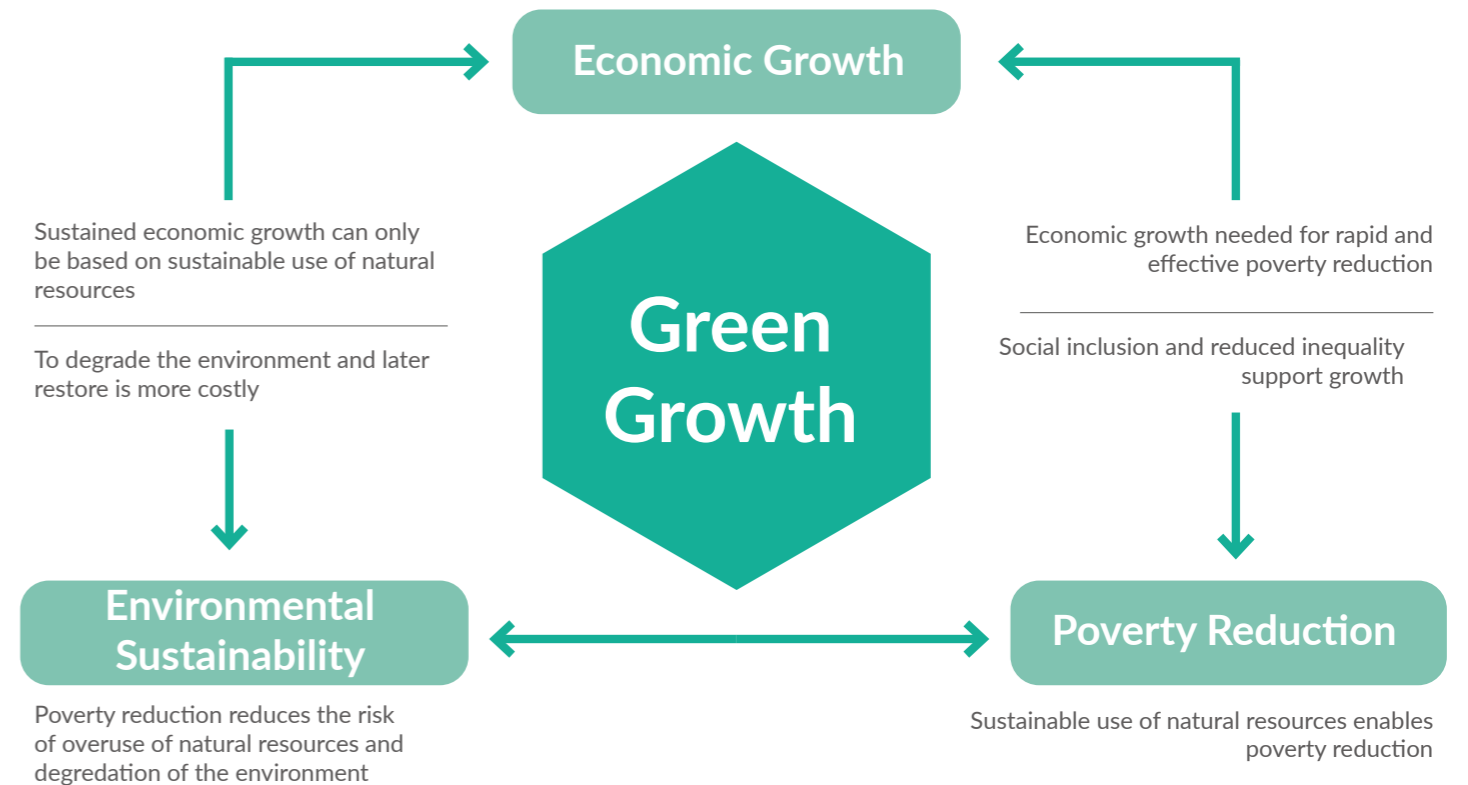 Economic Growth
Sustained economic growth can only
be based on sustainable use of natural
resources
To degrade the environment and later
restore is more costly
Green
Growth
Economic growth needed for rapid and
effective poverty reduction
Social inclusion and reduced inequality
support growth
Environmental
Sustainability
Poverty reduction reduces the risk
of overuse of natural resources and
degredation of the environment
Poverty Reduction
Sustainable use of natural resources enables
poverty reduction